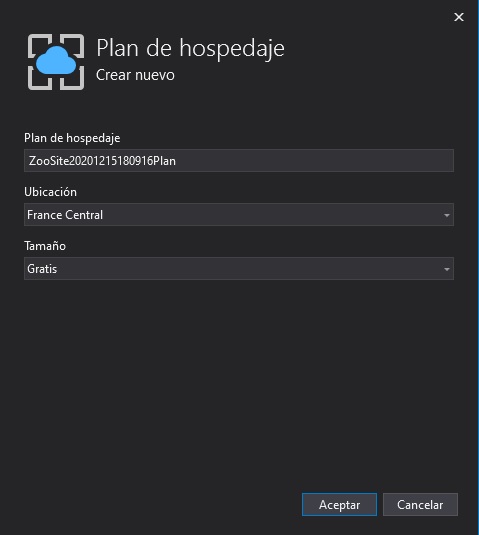 Plan de hospedaje
Crear nuevo
Plan de hospedaje
ZooSite20201215180916Plan
Ubicación
France Central
Tamaño
Gratis
Aceptar
Cancelar